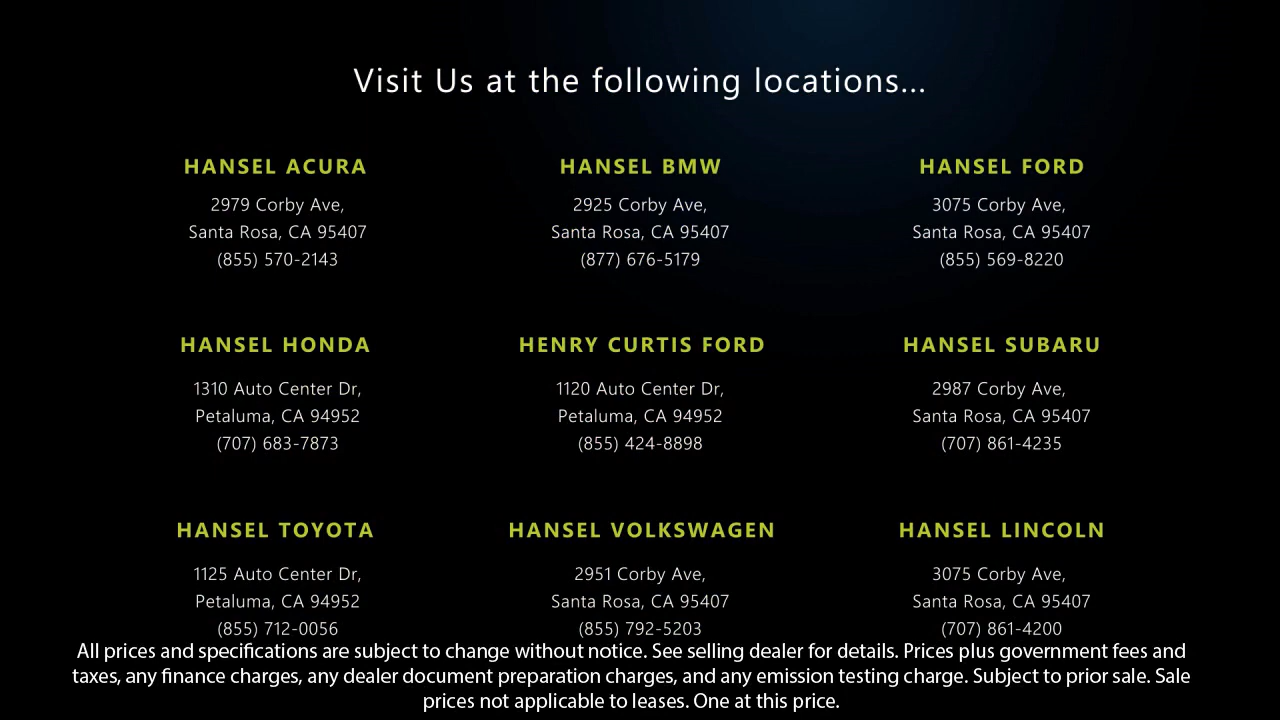 Visit Us at the following locations...
HANSEL ACURA
2979 Corby Ave,
Santa Rosa, CA 95407
(855) 570-2143
HANSEL BMW
2925 Corby Ave,
Santa Rosa, CA 95407
(877) 676-5179
HANSEL FORD
3075 Corby Ave,
Santa Rosa, CA 95407
(855) 569-8220
HANSEL HONDA
1310 Auto Center Dr,
Petaluma, CA 94952
(707) 683-7873
HENRY CURTIS FORD
1120 Auto Center Dr,
Petaluma, CA 94952
(855) 424-8898
HANSEL SUBARU
2987 Corby Ave,
Santa Rosa, CA 95407
(707) 861-4235
HANSEL TOYOTA
1125 Auto Center Dr,
Petaluma, CA 94952
(855) 712-0056
HANSEL VOLKSWAGEN
2951 Corby Ave,
Santa Rosa, CA 95407
(855) 792-5203
HANSEL LINCOLN
3075 Corby Ave,
Santa Rosa, CA 95407
(707) 861-4200
All prices and specifications are subject to change without notice. See selling dealer for details. Prices plus government fees and
taxes, any finance charges, any dealer document preparation charges, and any emission testing charge. Subject to prior sale. Sale
prices not applicable to leases. One at this price.